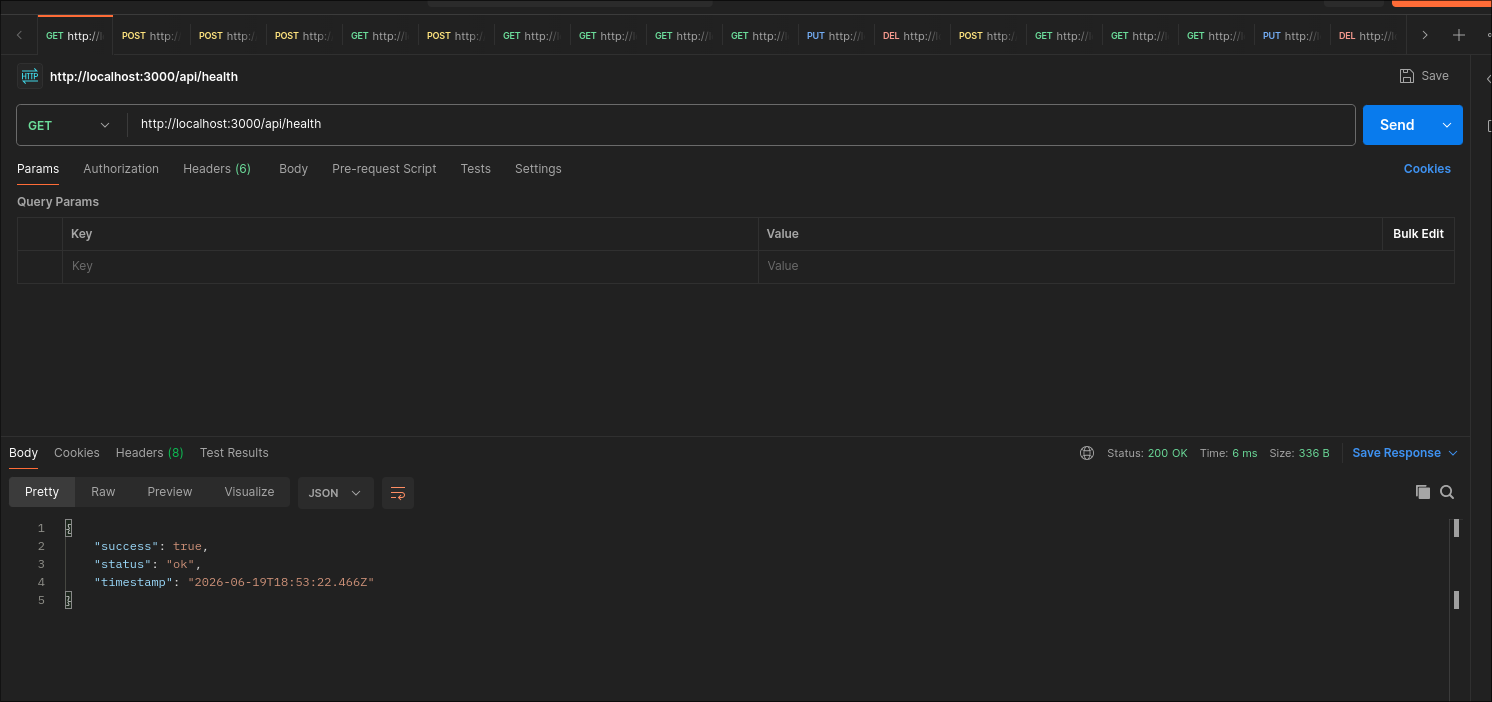 GET http://
POST http:/
POST http:/
POST http:/
GET http://
POST http:/
GET http://
GET http://
GET http://
GET http://
PUT http://
DEL http://
POST http:/
GET http://
GET http://
GET http://
PUT http://
DEL http://
HTTP http://localhost:3000/api/health Save
GET http://localhost:3000/api/health Send
Params Authorization Headers (6) Body Pre-request Script Tests Settings Cookies
Query Params
Key Value Bulk Edit
Key Value
Body Cookies Headers (8) Test Results Status: 200 OK Time: 6 ms Size: 336 B Save Response
Pretty Raw Preview Visualize JSON
1 {
2 "success": true,
3 "status": "ok",
4 "timestamp": "2026-06-19T18:53:22.466Z"
5 }